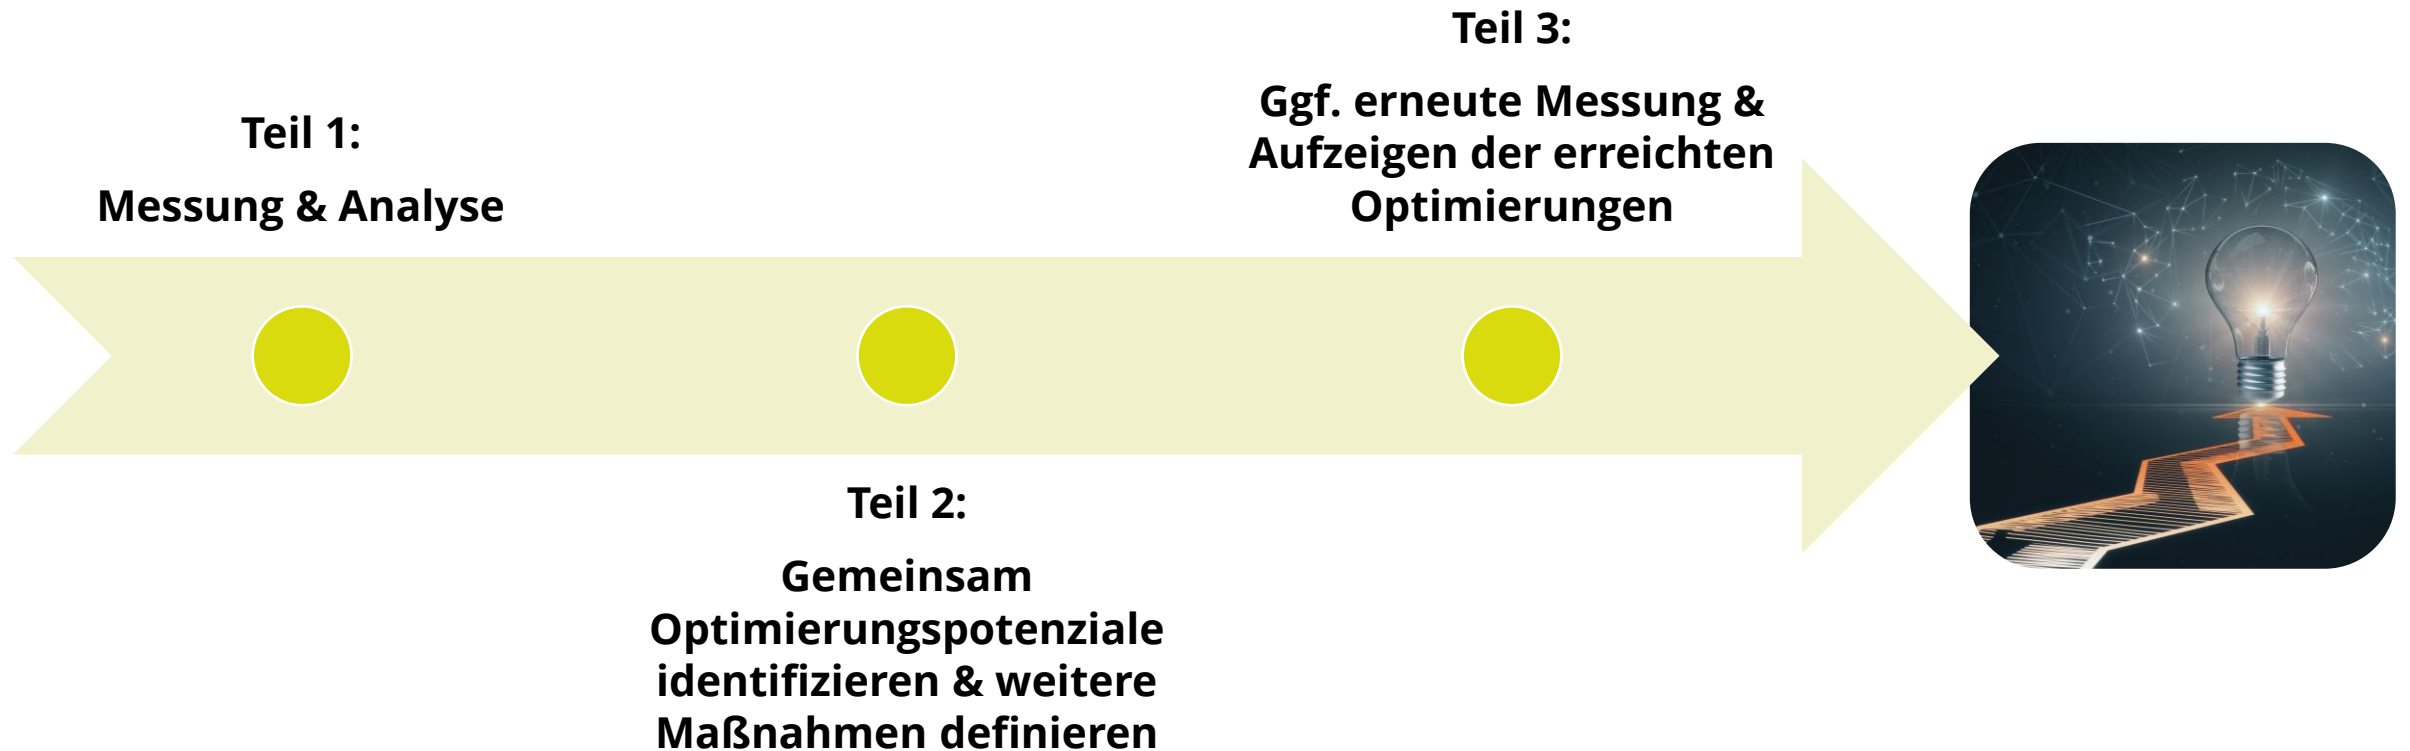 Teil 1:
Messung & Analyse
Teil 2:
Gemeinsam
Optimierungspotenziale
identifizieren & weitere
Maßnahmen definieren
Teil 3:
Ggf. erneute Messung &
Aufzeigen der erreichten
Optimierungen